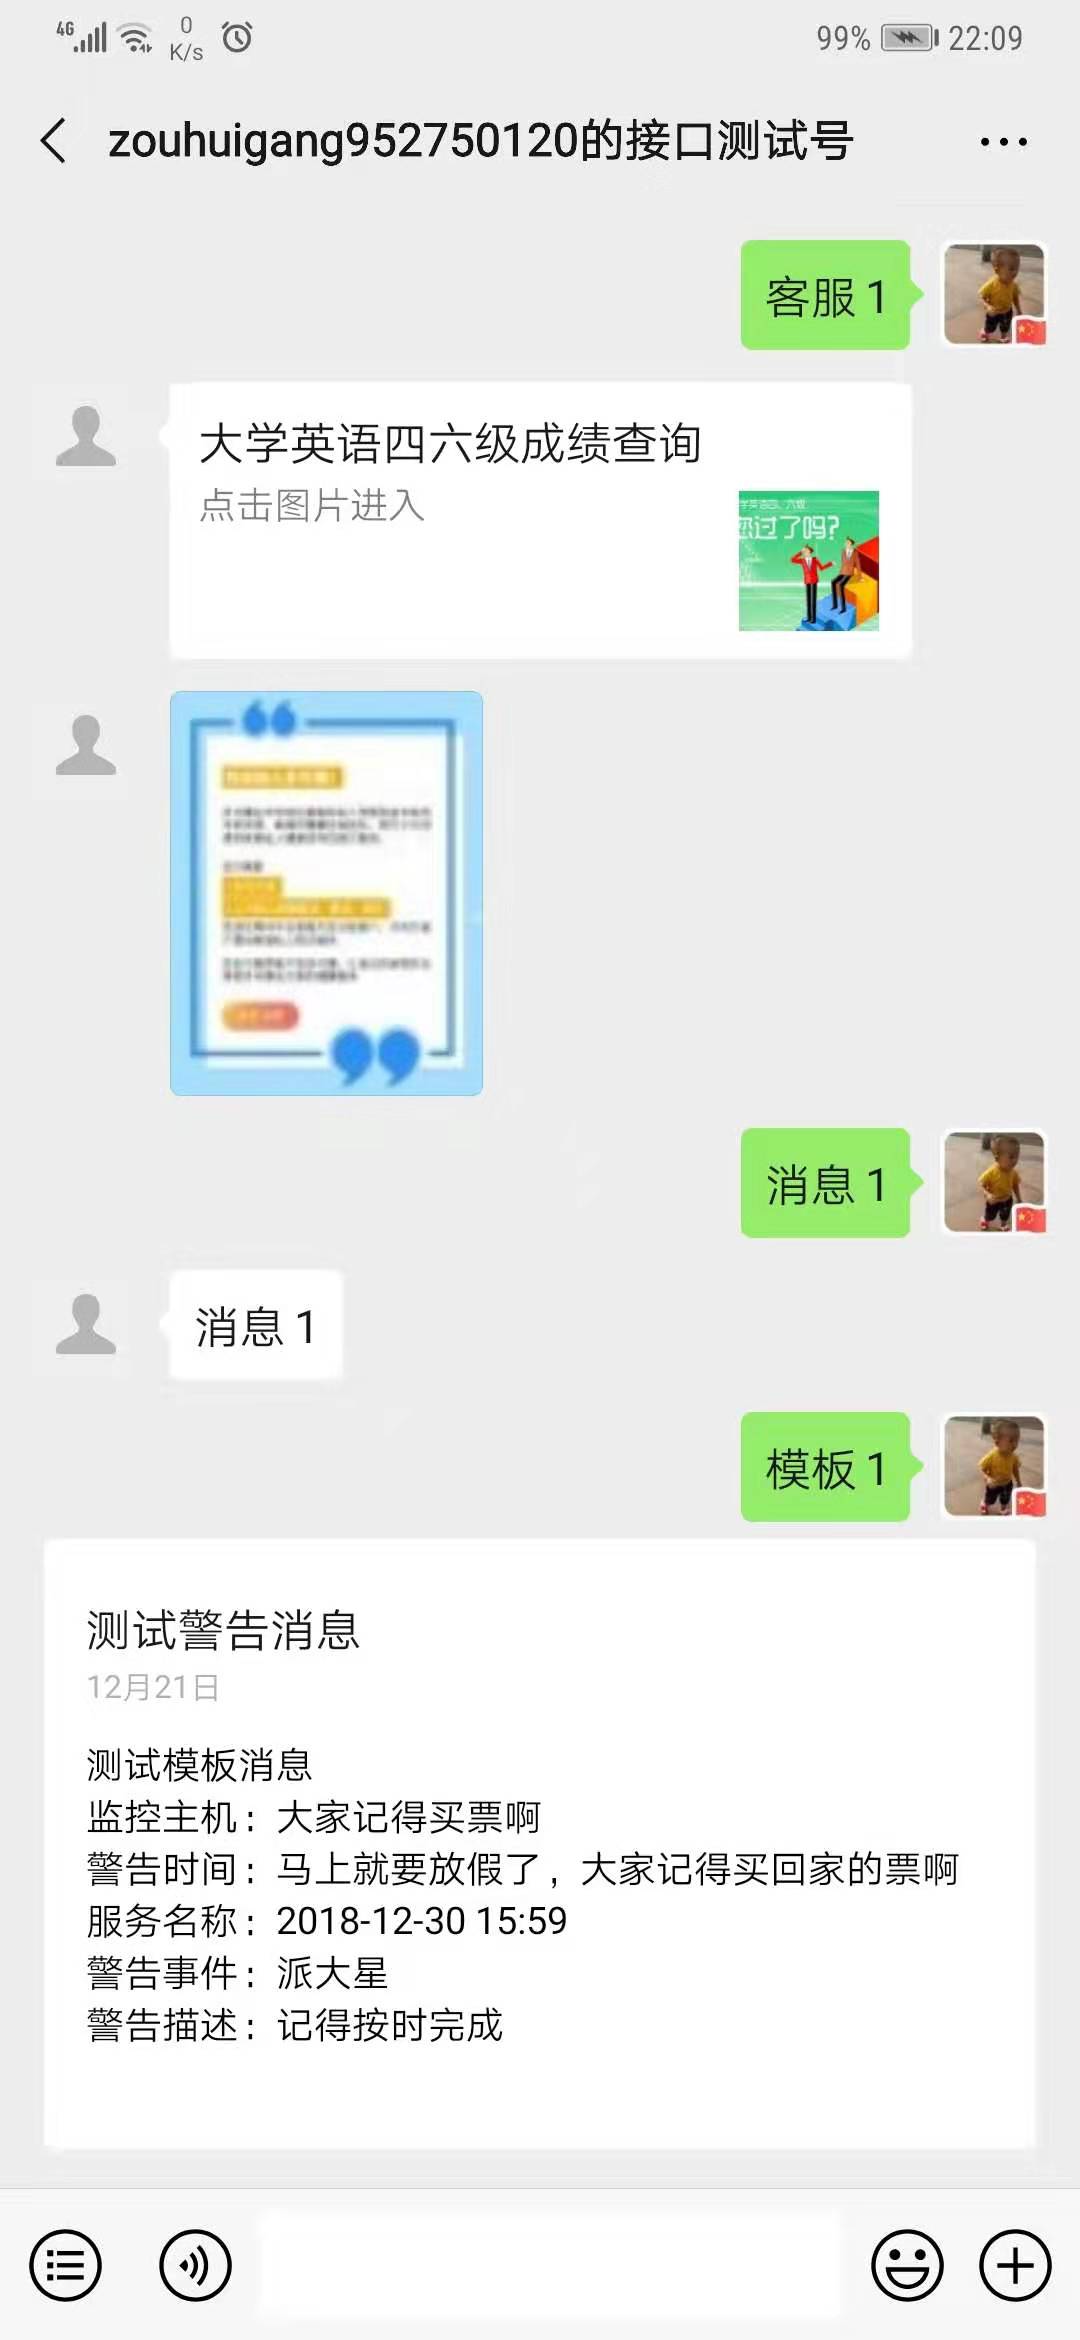 4G
0
K/s
99%
22:09
zouhuigang952750120的接口测试号
客服 1
大学英语四六级成绩查询
点击图片进入
过了吗?
消息 1
消息 1
模板 1
测试警告消息
12月21日
测试模板消息
监控主机：大家记得买票啊
警告时间：马上就要放假了，大家记得买回家的票啊
服务名称：2018-12-30 15:59
警告事件：派大星
警告描述：记得按时完成